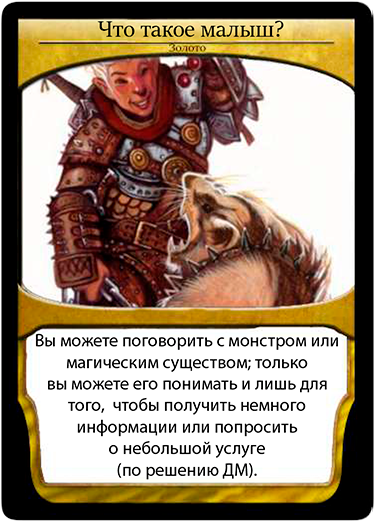 Что такое малыш?
Золото
Вы можете поговорить с монстром или
магическим существом; только
вы можете его понимать и лишь для
того, чтобы получить немного
информации или попросить
о небольшой услуге
(по решению ДМ).